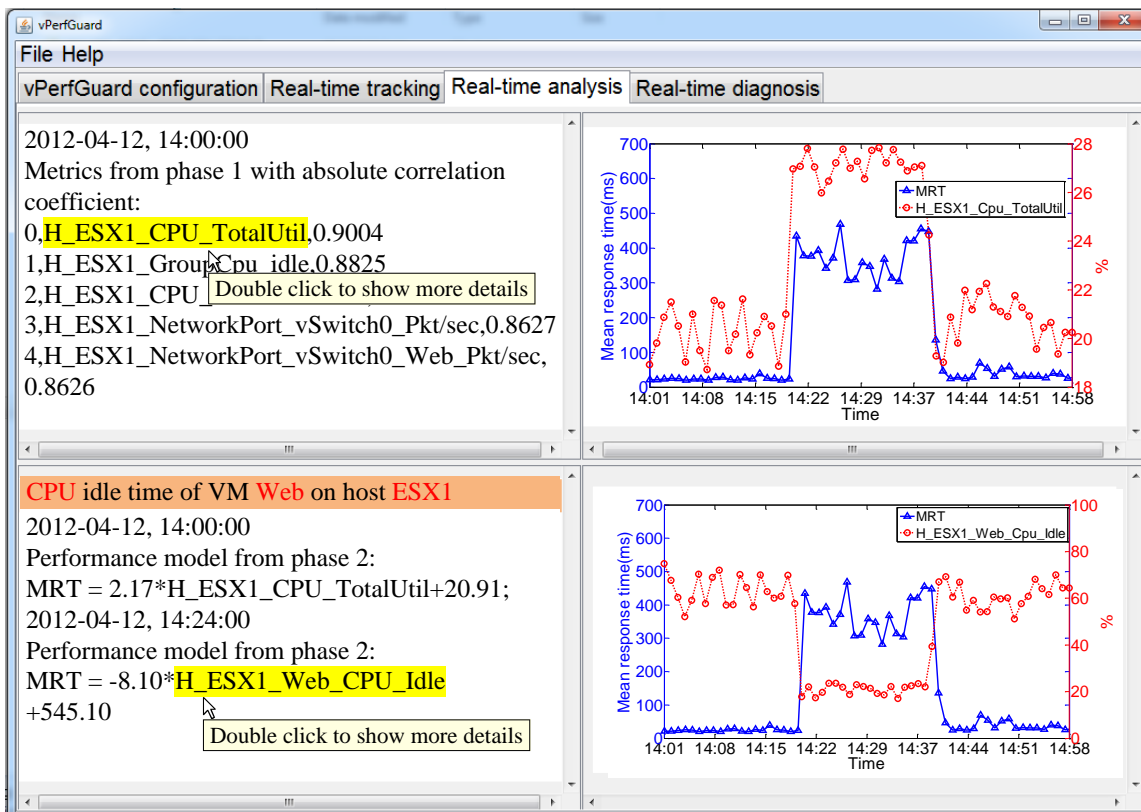 Date modified Type Size
vPerfGuard
File Help
vPerfGuard configuration Real-time tracking Real-time analysis Real-time diagnosis
2012-04-12, 14:00:00
Metrics from phase 1 with absolute correlation
coefficient:
0,H_ESX1_CPU_TotalUtil,0.9004
1,H_ESX1_GroupCpu_idle,0.8825
2,H_ESX1_CPU_
Double click to show more details
3,H_ESX1_NetworkPort_vSwitch0_Pkt/sec,0.8627
4,H_ESX1_NetworkPort_vSwitch0_Web_Pkt/sec,
0.8626
Mean response time(ms)
700
600
500
400
300
200
100
0
28
26
24
22
20
18
%
MRT
H_ESX1_Cpu_TotalUtil
14:01 14:08 14:15 14:22 14:29 14:37 14:44 14:51 14:58
Time
CPU idle time of VM Web on host ESX1
2012-04-12, 14:00:00
Performance model from phase 2:
MRT = 2.17*H_ESX1_CPU_TotalUtil+20.91;
2012-04-12, 14:24:00
Performance model from phase 2:
MRT = -8.10*H_ESX1_Web_CPU_Idle
+545.10
Double click to show more details
Mean response time(ms)
700
600
500
400
300
200
100
0
100
80
60
40
20
0
%
MRT
H_ESX1_Web_Cpu_Idle
14:01 14:08 14:15 14:22 14:29 14:37 14:44 14:51 14:58
Time